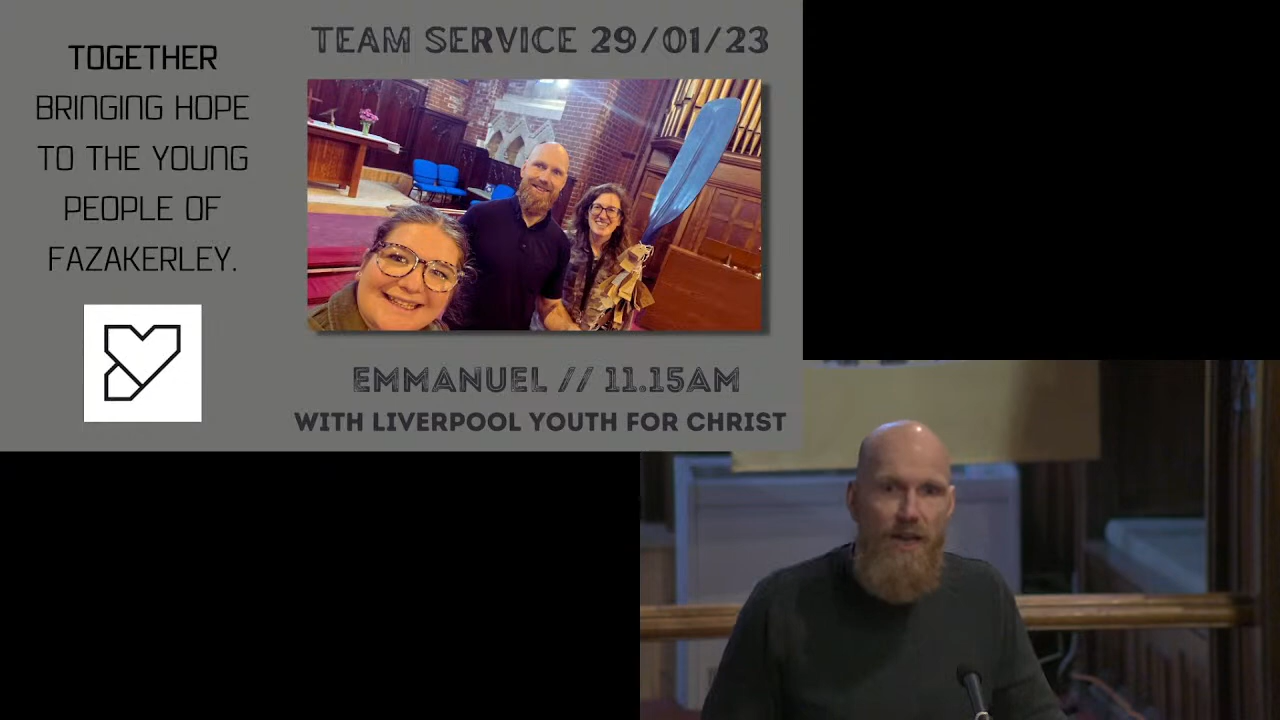 TOGETHER
BRINGING HOPE
TO THE YOUNG
PEOPLE OF
FAZAKERLEY.
TEAM SERVICE 29/01/23
EMMANUEL // 11.15AM
WITH LIVERPOOL YOUTH FOR CHRIST